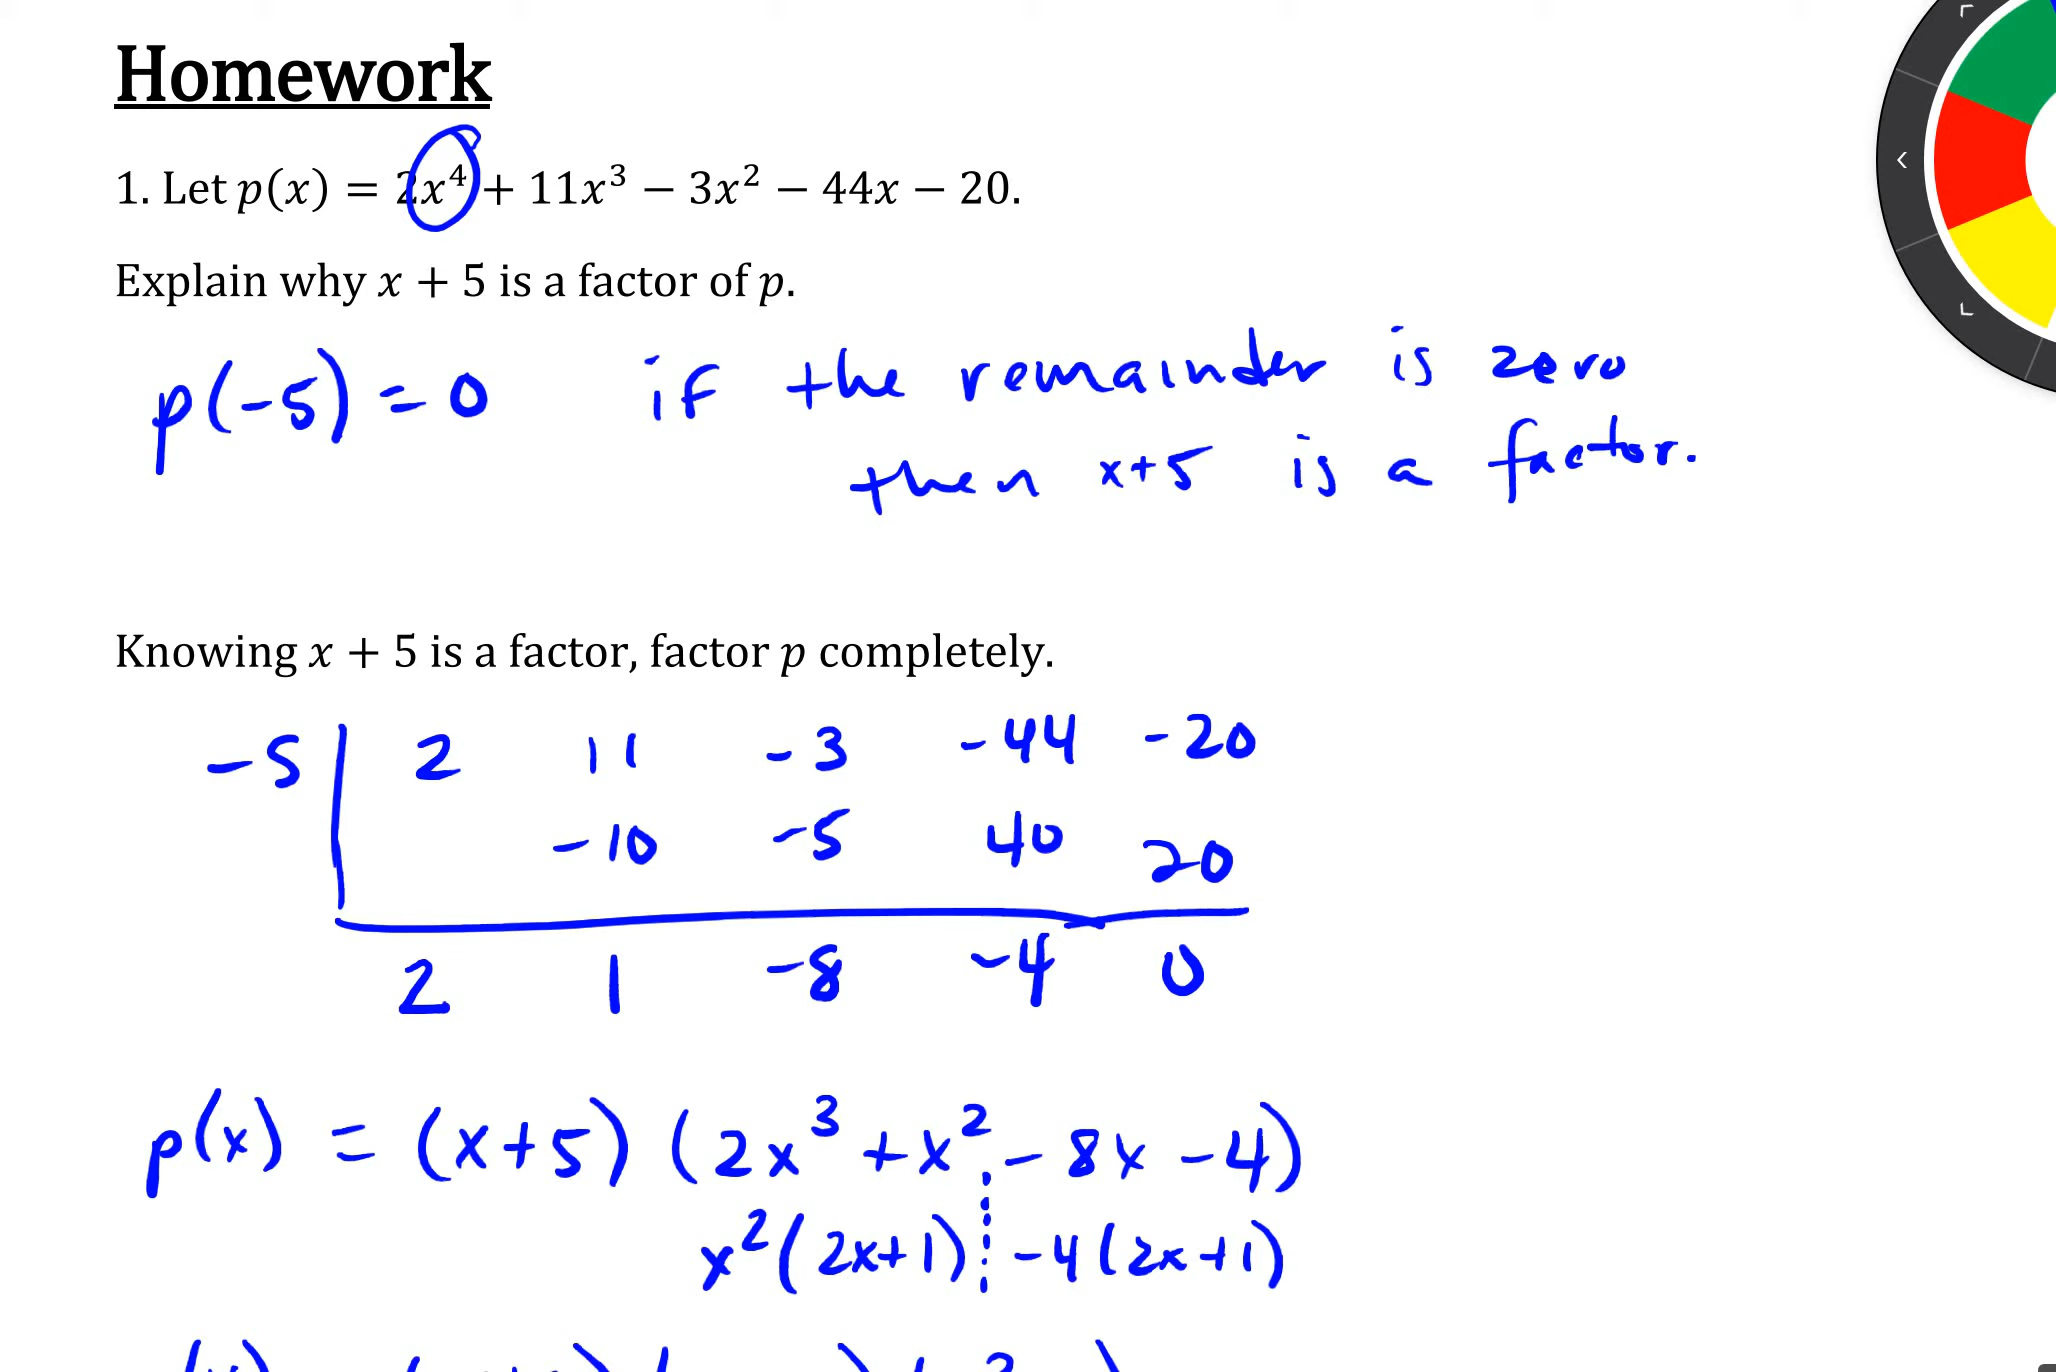 Homework
1. Let p(x) = 2x⁴ + 11x³ − 3x² − 44x − 20.
Explain why x + 5 is a factor of p.
p(-5) = 0 if the remainder is zero
then x+5 is a factor.
Knowing x + 5 is a factor, factor p completely.
-5 | 2 11 -3 -44 -20
-10 -5 40 20
2 1 -8 -4 0
p(x) = (x+5) (2x³ + x² - 8x - 4)
x²(2x+1) -4(2x+1)